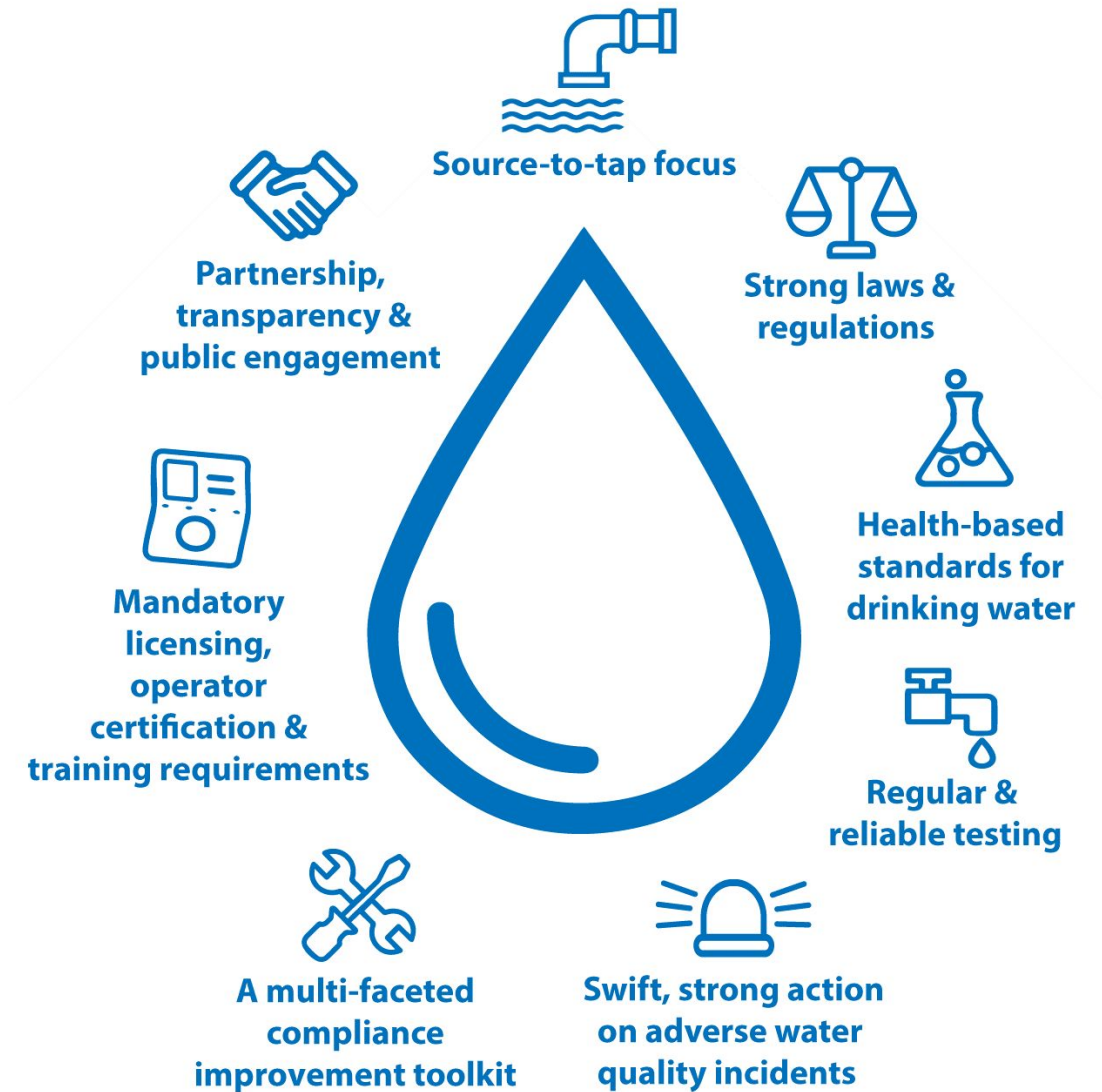 Source-to-tap focus
Strong laws &
regulations
Health-based
standards for
drinking water
Regular &
reliable testing
Swift, strong action
on adverse water
quality incidents
A multi-faceted
compliance
improvement toolkit
Mandatory
licensing,
operator
certification &
training requirements
Partnership,
transparency &
public engagement